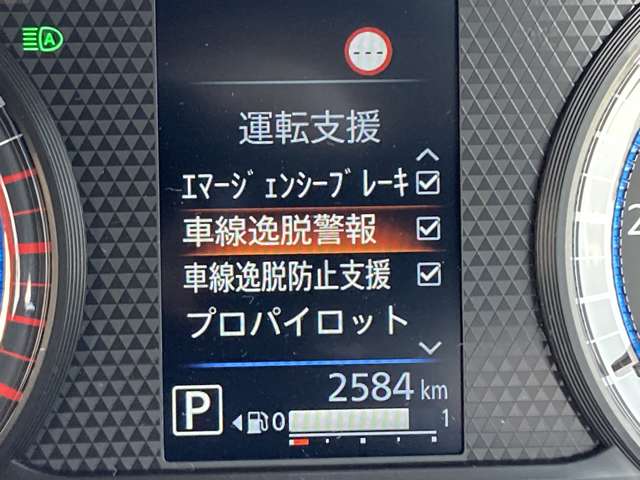 A
---
運転支援
ｴﾏｰｼﾞｪﾝｼｰﾌﾞﾚｰｷ
車線逸脱警報
車線逸脱防止支援
プロパイロット
2584 km
P
0 1
2